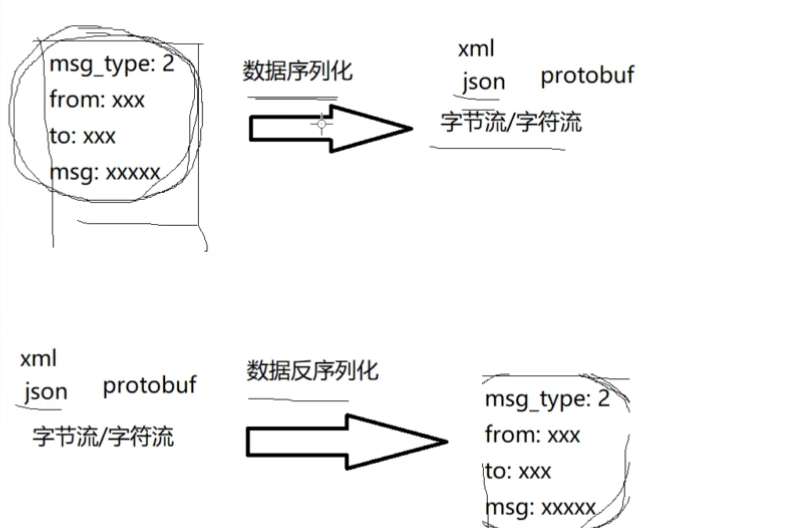 msg_type: 2
from: xxx
to: xxx
msg: xxxxx
数据序列化
xml
json protobuf
字节流/字符流
xml
json protobuf
字节流/字符流
数据反序列化
msg_type: 2
from: xxx
to: xxx
msg: xxxxx